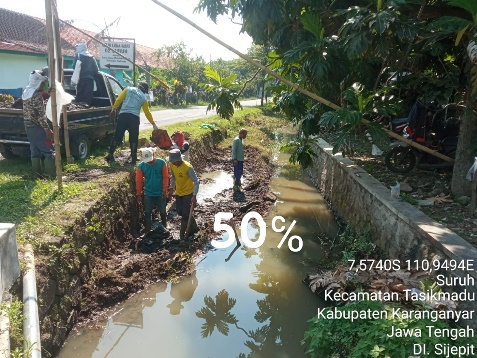 50%
7,5740S 110,9494E
Suruh
Kecamatan Tasikmadu
Kabupaten Karanganyar
Jawa Tengah
DI. Sijepit